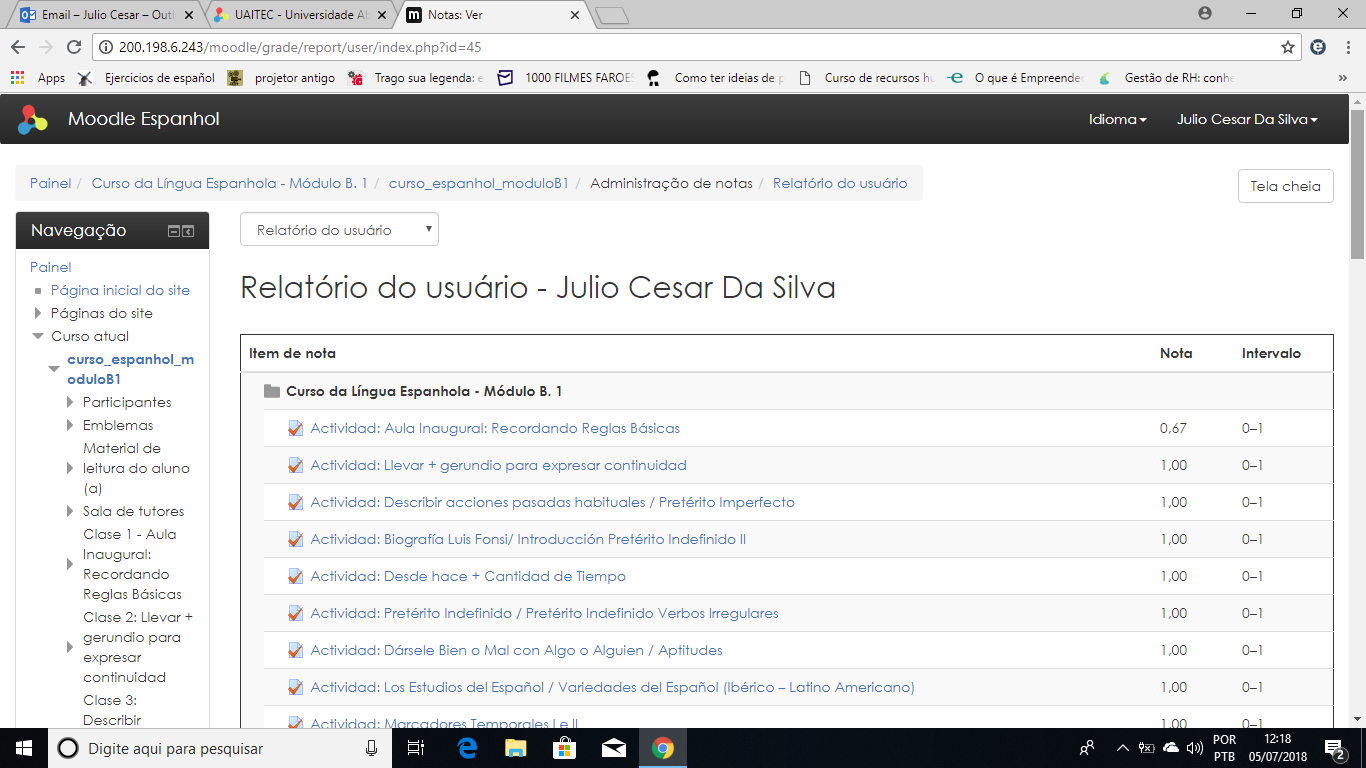 Email – Julio Cesar – Outl
UAITEC - Universidade Ab
Notas: Ver
200.198.6.243/moodle/grade/report/user/index.php?id=45
Apps
Ejercicios de español
projetor antigo
Trago sua legenda: e
1000 FILMES FAROES
Como ter ideias de p
Curso de recursos hu
O que é Empreende
Gestão de RH: conhe
Moodle Espanhol
Idioma
Julio Cesar Da Silva
Painel / Curso da Língua Espanhola - Módulo B. 1 / curso_espanhol_moduloB1 / Administração de notas / Relatório do usuário
Tela cheia
Navegação
Painel
Página inicial do site
Páginas do site
Curso atual
curso_espanhol_m
oduloB1
Participantes
Emblemas
Material de
leitura do aluno
(a)
Sala de tutores
Clase 1 - Aula
Inaugural:
Recordando
Reglas Básicas
Clase 2: Llevar +
gerundio para
expresar
continuidad
Clase 3:
Describir
Relatório do usuário
Relatório do usuário - Julio Cesar Da Silva
Item de nota Nota Intervalo
Curso da Língua Espanhola - Módulo B. 1
Actividad: Aula Inaugural: Recordando Reglas Básicas 0,67 0–1
Actividad: Llevar + gerundio para expresar continuidad 1,00 0–1
Actividad: Describir acciones pasadas habituales / Pretérito Imperfecto 1,00 0–1
Actividad: Biografía Luis Fonsi/ Introducción Pretérito Indefinido II 1,00 0–1
Actividad: Desde hace + Cantidad de Tiempo 1,00 0–1
Actividad: Pretérito Indefinido / Pretérito Indefinido Verbos Irregulares 1,00 0–1
Actividad: Dársele Bien o Mal con Algo o Alguien / Aptitudes 1,00 0–1
Actividad: Los Estudios del Español / Variedades del Español (Ibérico – Latino Americano) 1,00 0–1
Actividad: Marcadores Temporales I e II 1,00 0–1
Digite aqui para pesquisar
POR
PTB
12:18
05/07/2018
2